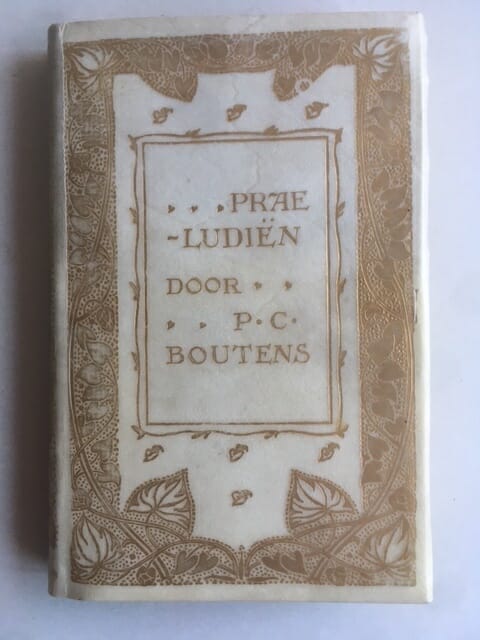 PRAE
-LUDIËN
DOOR
P·C·
BOUTENS